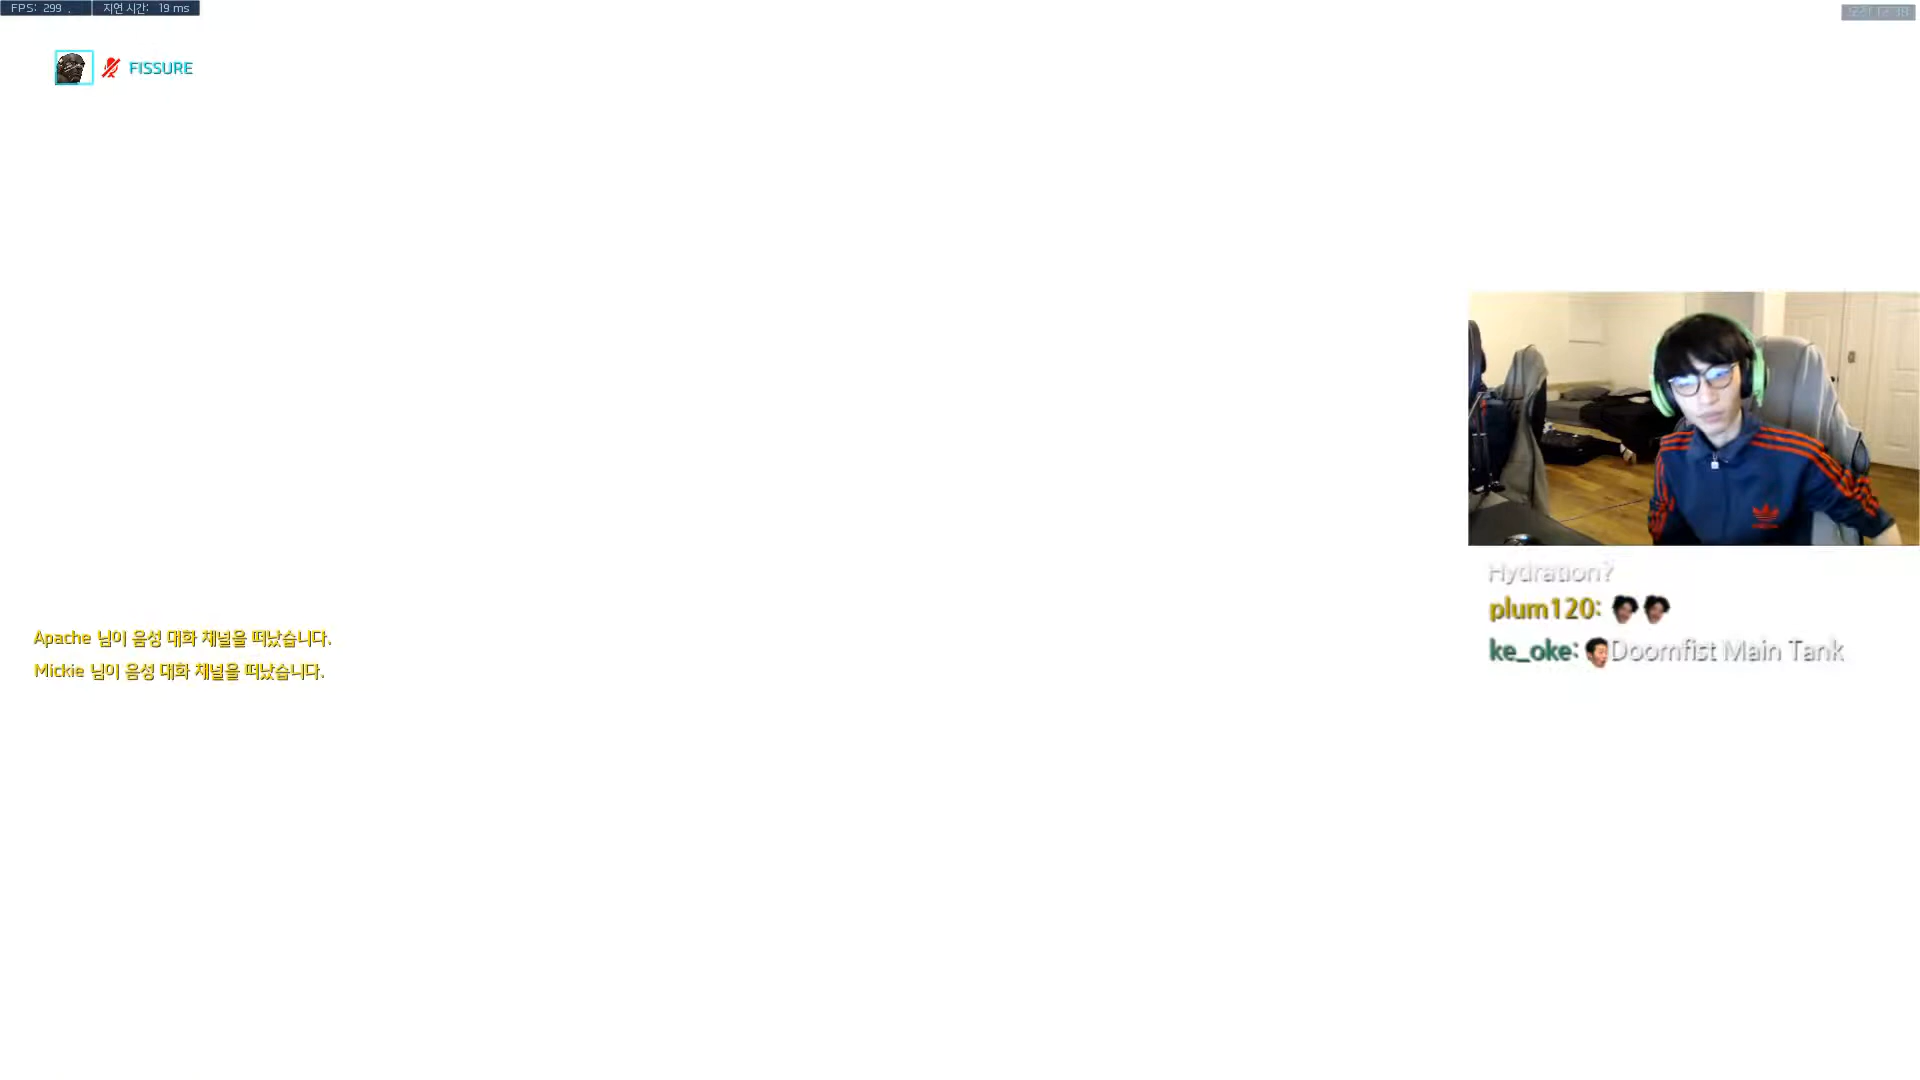 FPS: 299
지연 시간: 19 ms
FISSURE
Hydration?
plum120:
ke_oke: Doomfist Main Tank
Apache 님이 음성 대화 채널을 떠났습니다.
Mickie 님이 음성 대화 채널을 떠났습니다.